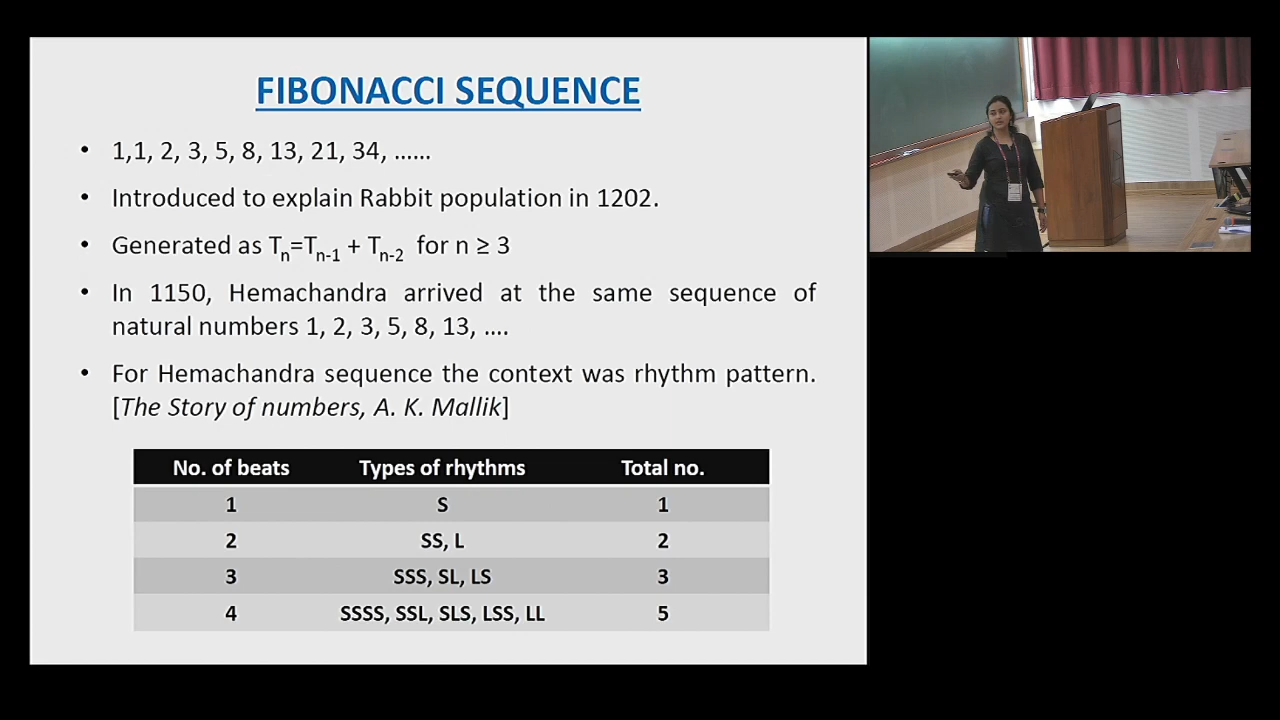 FIBONACCI SEQUENCE
• 1,1, 2, 3, 5, 8, 13, 21, 34, ......
• Introduced to explain Rabbit population in 1202.
• Generated as Tn=Tn-1 + Tn-2 for n ≥ 3
• In 1150, Hemachandra arrived at the same sequence of
natural numbers 1, 2, 3, 5, 8, 13, ....
• For Hemachandra sequence the context was rhythm pattern.
[The Story of numbers, A. K. Mallik]
No. of beats Types of rhythms Total no.
1 S 1
2 SS, L 2
3 SSS, SL, LS 3
4 SSSS, SSL, SLS, LSS, LL 5